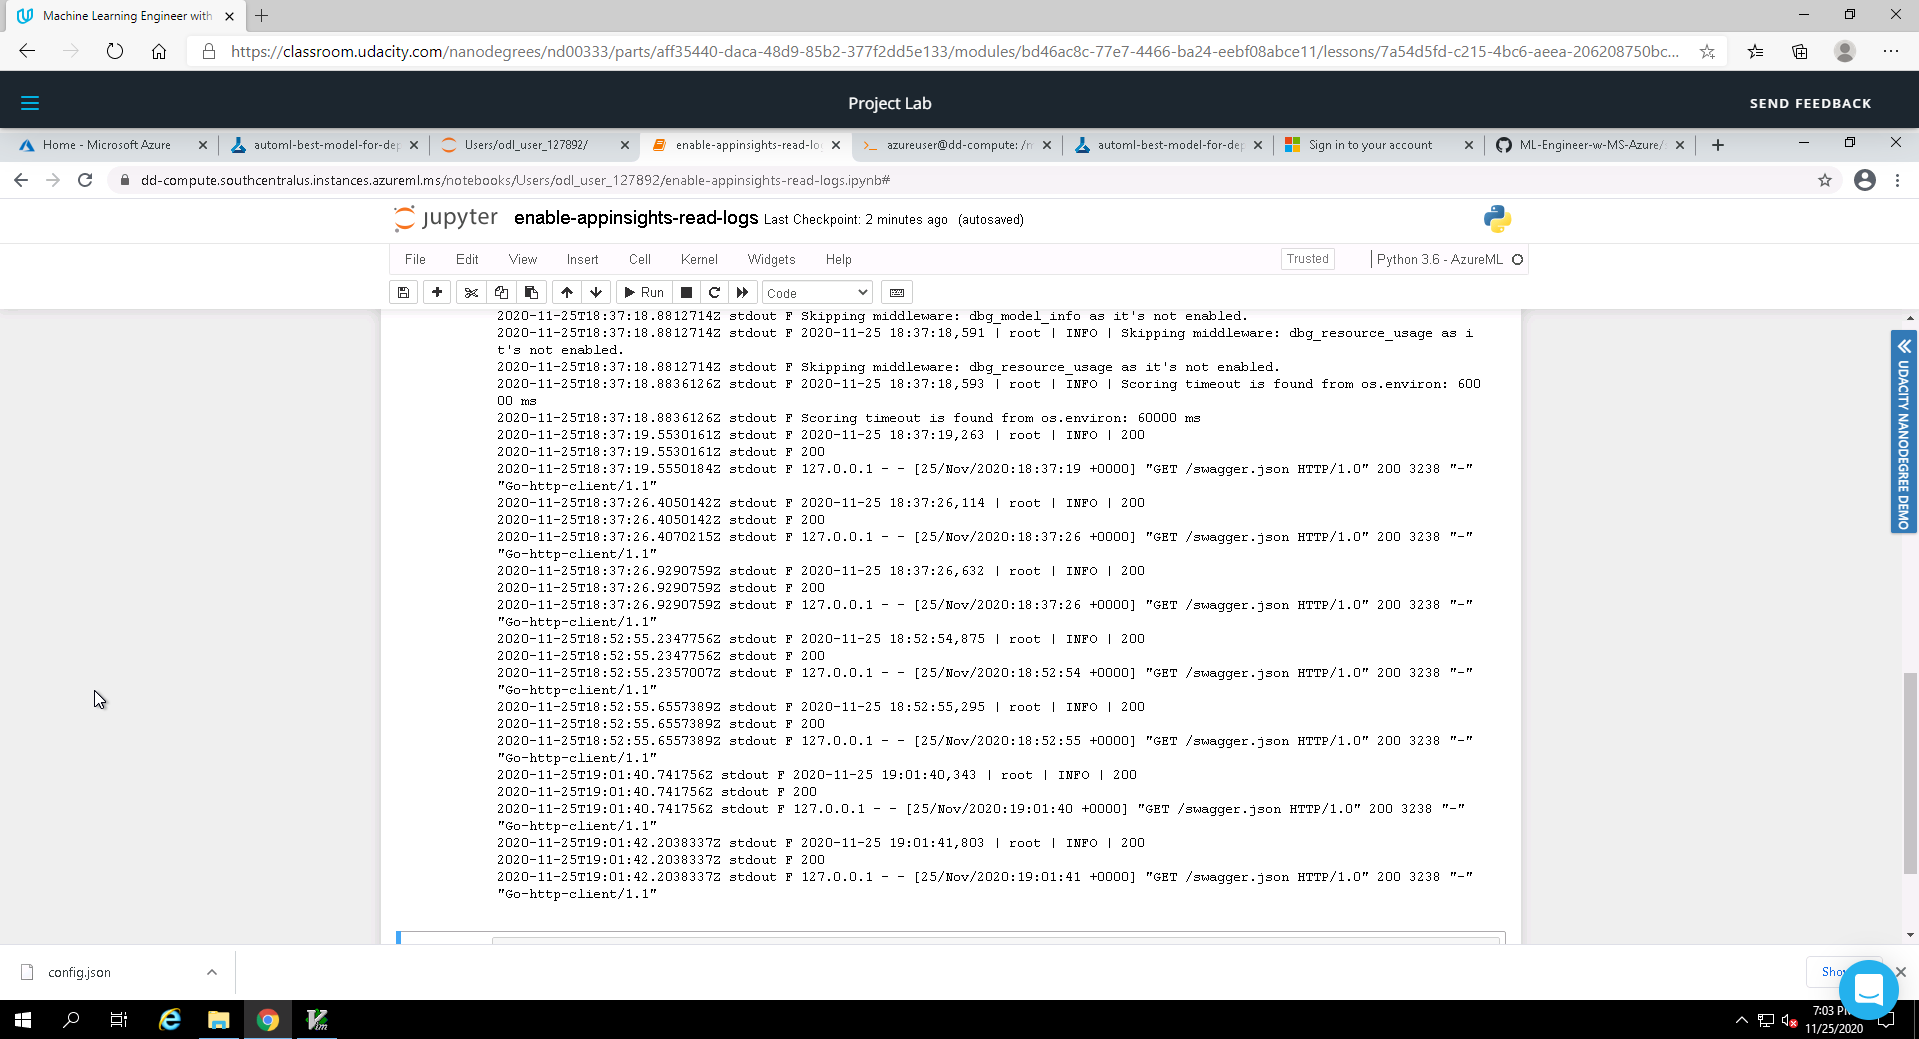 Machine Learning Engineer with
https://classroom.udacity.com/nanodegrees/nd00333/parts/aff35440-daca-48d9-85b2-377f2dd5e133/modules/bd46ac8c-77e7-4466-ba24-eebf08abce11/lessons/7a54d5fd-c215-4bc6-aeea-206208750bc...
Project Lab
SEND FEEDBACK
Home - Microsoft Azure
automl-best-model-for-dep
Users/odl_user_127892/
enable-appinsights-read-log
azureuser@dd-compute: /m
automl-best-model-for-dep
Sign in to your account
ML-Engineer-w-MS-Azure/
dd-compute.southcentralus.instances.azureml.ms/notebooks/Users/odl_user_127892/enable-appinsights-read-logs.ipynb#
jupyter enable-appinsights-read-logs Last Checkpoint: 2 minutes ago (autosaved)
File Edit View Insert Cell Kernel Widgets Help Trusted Python 3.6 - AzureML
Run Code
2020-11-25T18:37:18.8812714Z stdout F Skipping middleware: dbg_model_info as it's not enabled.
2020-11-25T18:37:18.8812714Z stdout F 2020-11-25 18:37:18,591 | root | INFO | Skipping middleware: dbg_resource_usage as i
t's not enabled.
2020-11-25T18:37:18.8812714Z stdout F Skipping middleware: dbg_resource_usage as it's not enabled.
2020-11-25T18:37:18.8836126Z stdout F 2020-11-25 18:37:18,593 | root | INFO | Scoring timeout is found from os.environ: 600
00 ms
2020-11-25T18:37:18.8836126Z stdout F Scoring timeout is found from os.environ: 60000 ms
2020-11-25T18:37:19.5530161Z stdout F 2020-11-25 18:37:19,263 | root | INFO | 200
2020-11-25T18:37:19.5530161Z stdout F 200
2020-11-25T18:37:19.5550184Z stdout F 127.0.0.1 - - [25/Nov/2020:18:37:19 +0000] "GET /swagger.json HTTP/1.0" 200 3238 "-"
"Go-http-client/1.1"
2020-11-25T18:37:26.4050142Z stdout F 2020-11-25 18:37:26,114 | root | INFO | 200
2020-11-25T18:37:26.4050142Z stdout F 200
2020-11-25T18:37:26.4070215Z stdout F 127.0.0.1 - - [25/Nov/2020:18:37:26 +0000] "GET /swagger.json HTTP/1.0" 200 3238 "-"
"Go-http-client/1.1"
2020-11-25T18:37:26.9290759Z stdout F 2020-11-25 18:37:26,632 | root | INFO | 200
2020-11-25T18:37:26.9290759Z stdout F 200
2020-11-25T18:37:26.9290759Z stdout F 127.0.0.1 - - [25/Nov/2020:18:37:26 +0000] "GET /swagger.json HTTP/1.0" 200 3238 "-"
"Go-http-client/1.1"
2020-11-25T18:52:55.2347756Z stdout F 2020-11-25 18:52:54,875 | root | INFO | 200
2020-11-25T18:52:55.2347756Z stdout F 200
2020-11-25T18:52:55.2357007Z stdout F 127.0.0.1 - - [25/Nov/2020:18:52:54 +0000] "GET /swagger.json HTTP/1.0" 200 3238 "-"
"Go-http-client/1.1"
2020-11-25T18:52:55.6557389Z stdout F 2020-11-25 18:52:55,295 | root | INFO | 200
2020-11-25T18:52:55.6557389Z stdout F 200
2020-11-25T18:52:55.6557389Z stdout F 127.0.0.1 - - [25/Nov/2020:18:52:55 +0000] "GET /swagger.json HTTP/1.0" 200 3238 "-"
"Go-http-client/1.1"
2020-11-25T19:01:40.741756Z stdout F 2020-11-25 19:01:40,343 | root | INFO | 200
2020-11-25T19:01:40.741756Z stdout F 200
2020-11-25T19:01:40.741756Z stdout F 127.0.0.1 - - [25/Nov/2020:19:01:40 +0000] "GET /swagger.json HTTP/1.0" 200 3238 "-"
"Go-http-client/1.1"
2020-11-25T19:01:42.2038337Z stdout F 2020-11-25 19:01:41,803 | root | INFO | 200
2020-11-25T19:01:42.2038337Z stdout F 200
2020-11-25T19:01:42.2038337Z stdout F 127.0.0.1 - - [25/Nov/2020:19:01:41 +0000] "GET /swagger.json HTTP/1.0" 200 3238 "-"
"Go-http-client/1.1"
UDACITY NANODEGREE DEMO
config.json
7:03
11/25/2020